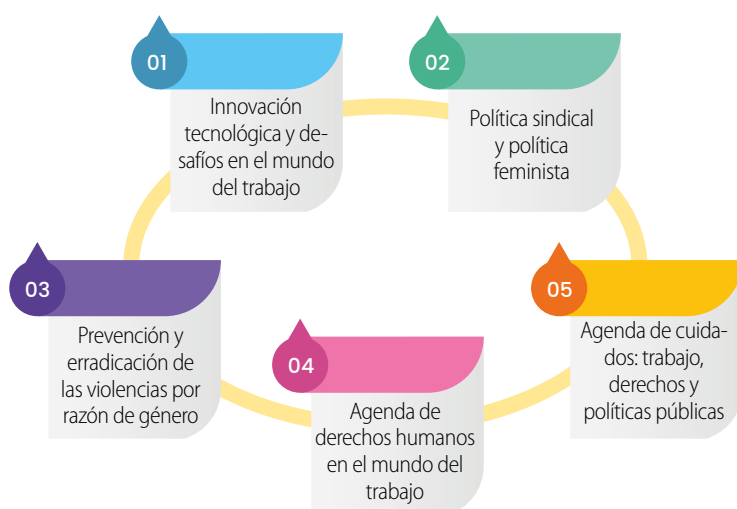 01
Innovación
tecnológica y de-
safíos en el mundo
del trabajo
02
Política sindical
y política
feminista
03
Prevención y
erradicación de
las violencias por
razón de género
04
Agenda de
derechos humanos
en el mundo del
trabajo
05
Agenda de cuida-
dos: trabajo,
derechos y
políticas públicas